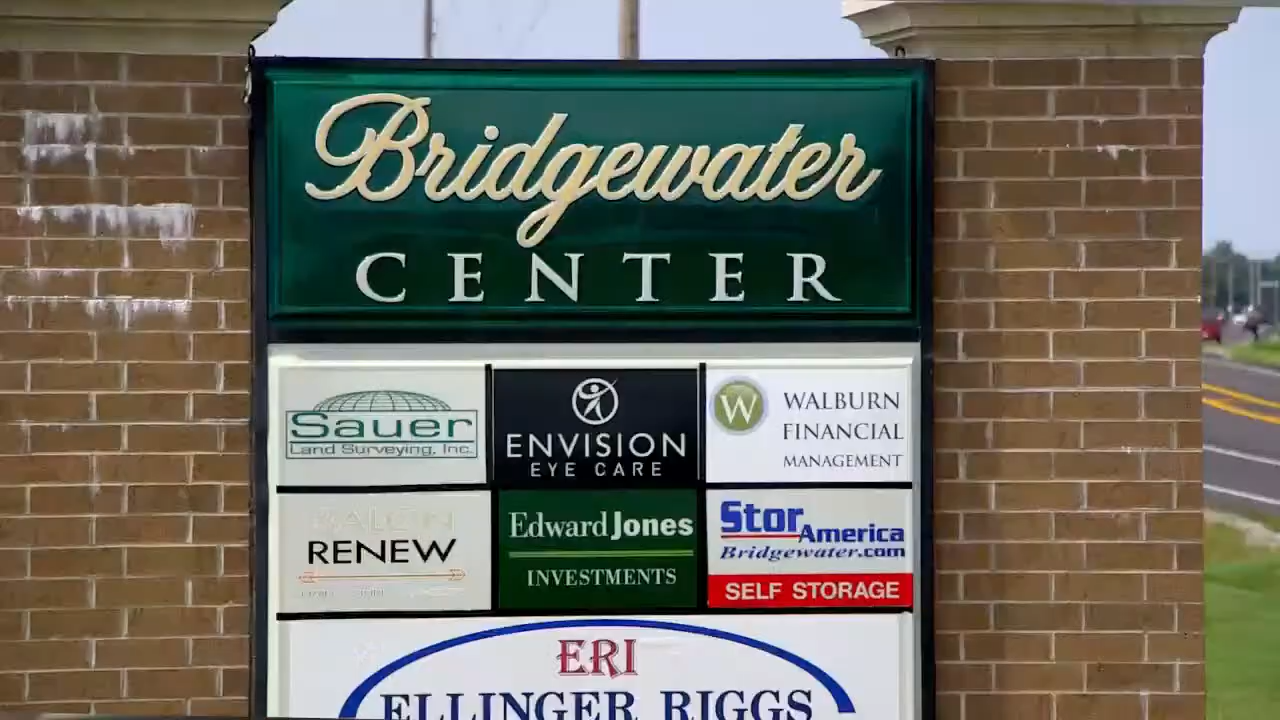 Bridgewater
CENTER
Sauer
Land Surveying, Inc.
ENVISION
EYE CARE
W
WALBURN
FINANCIAL
MANAGEMENT
SALON
RENEW
Edward Jones
INVESTMENTS
StorAmerica
Bridgewater.com
SELF STORAGE
ERI
ELLINGER RIGGS